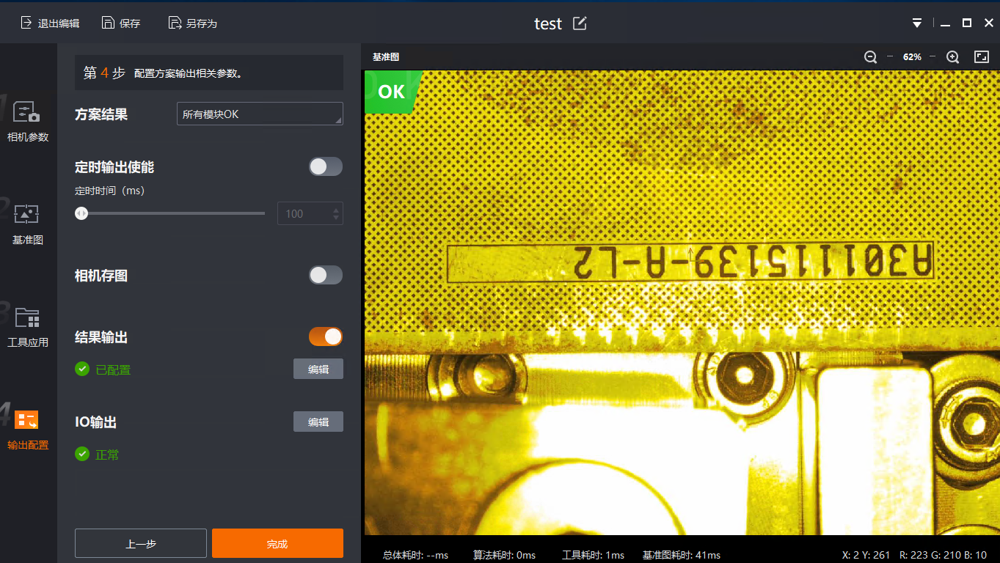 退出编辑 保存 另存为 test
第 4 步 配置方案输出相关参数。
基准图 62%
OK
方案结果 所有模块OK
相机参数
定时输出使能
定时时间（ms）
100
基准图
A3011115139-A-L2
相机存图
结果输出
工具应用
已配置 编辑
IO输出 编辑
输出配置
正常
上一步 完成
总体耗时: --ms 算法耗时: 0ms 工具耗时: 1ms 基准图耗时: 41ms X: 2 Y: 261 R: 223 G: 210 B: 10